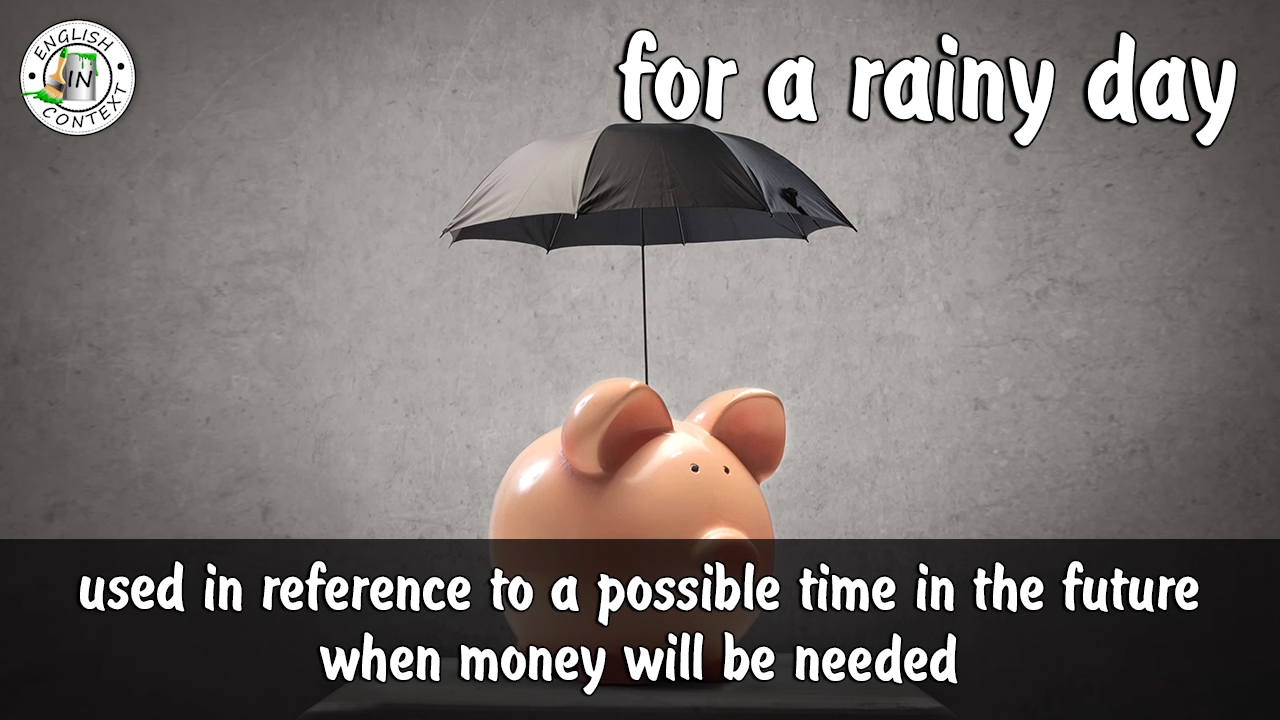 ENGLISH
IN
CONTEXT
for a rainy day
used in reference to a possible time in the future
when money will be needed